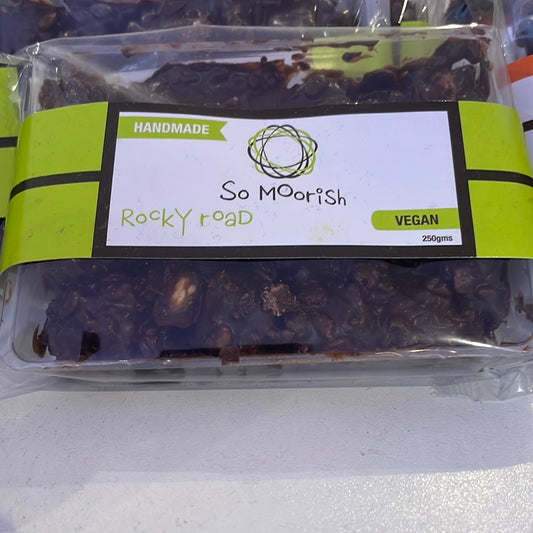 HANDMADE
So Moorish
Rocky road
VEGAN
250gms